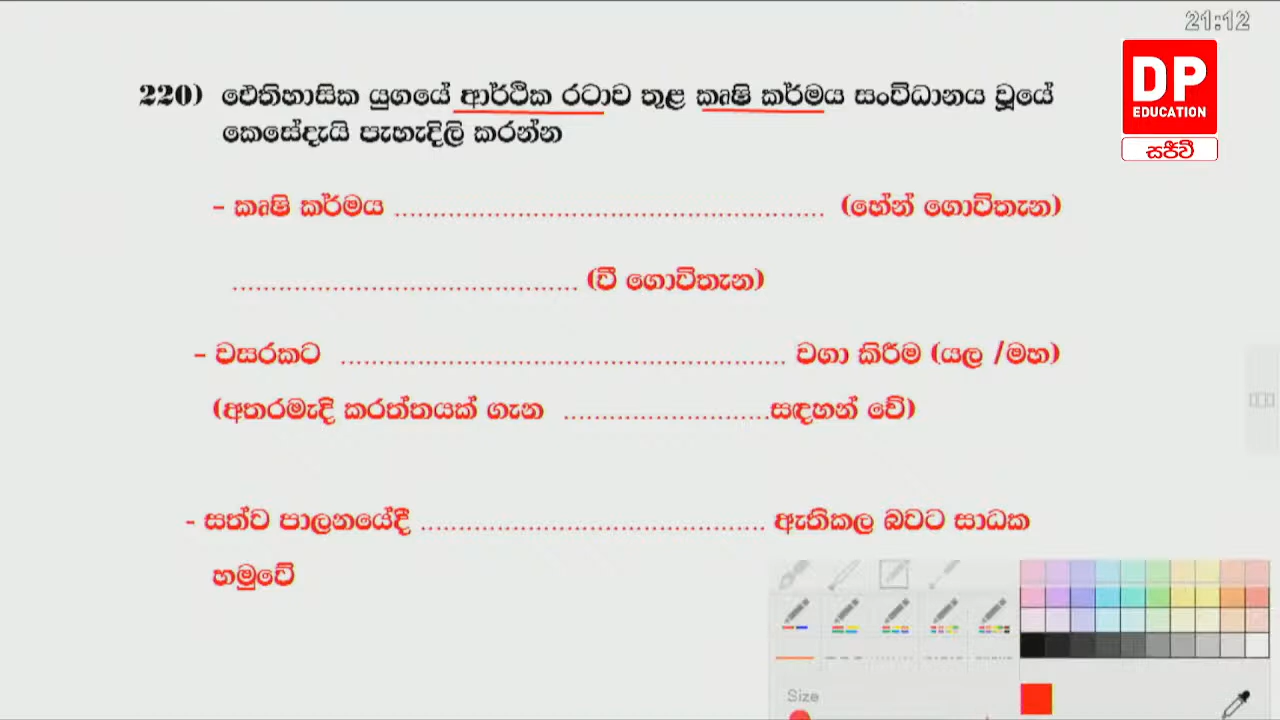 21:12
DP
EDUCATION
සජීවී
220) ඓතිහාසික යුගයේ ආර්ථික රටාව තුළ කෘෂි කර්මය සංවිධානය වූයේ
කෙසේදැයි පැහැදිලි කරන්න
- කෘෂි කර්මය ...................................................... (හේන් ගොවිතැන)
............................................ (වී ගොවිතැන)
- වසරකට ........................................................ වගා කිරීම (යල /මහ)
(අතරමැදි කරත්තයක් ගැන ..........................සඳහන් වේ)
- සත්ව පාලනයේදී ........................................... ඇතිකල බවට සාධක
හමුවේ
Size